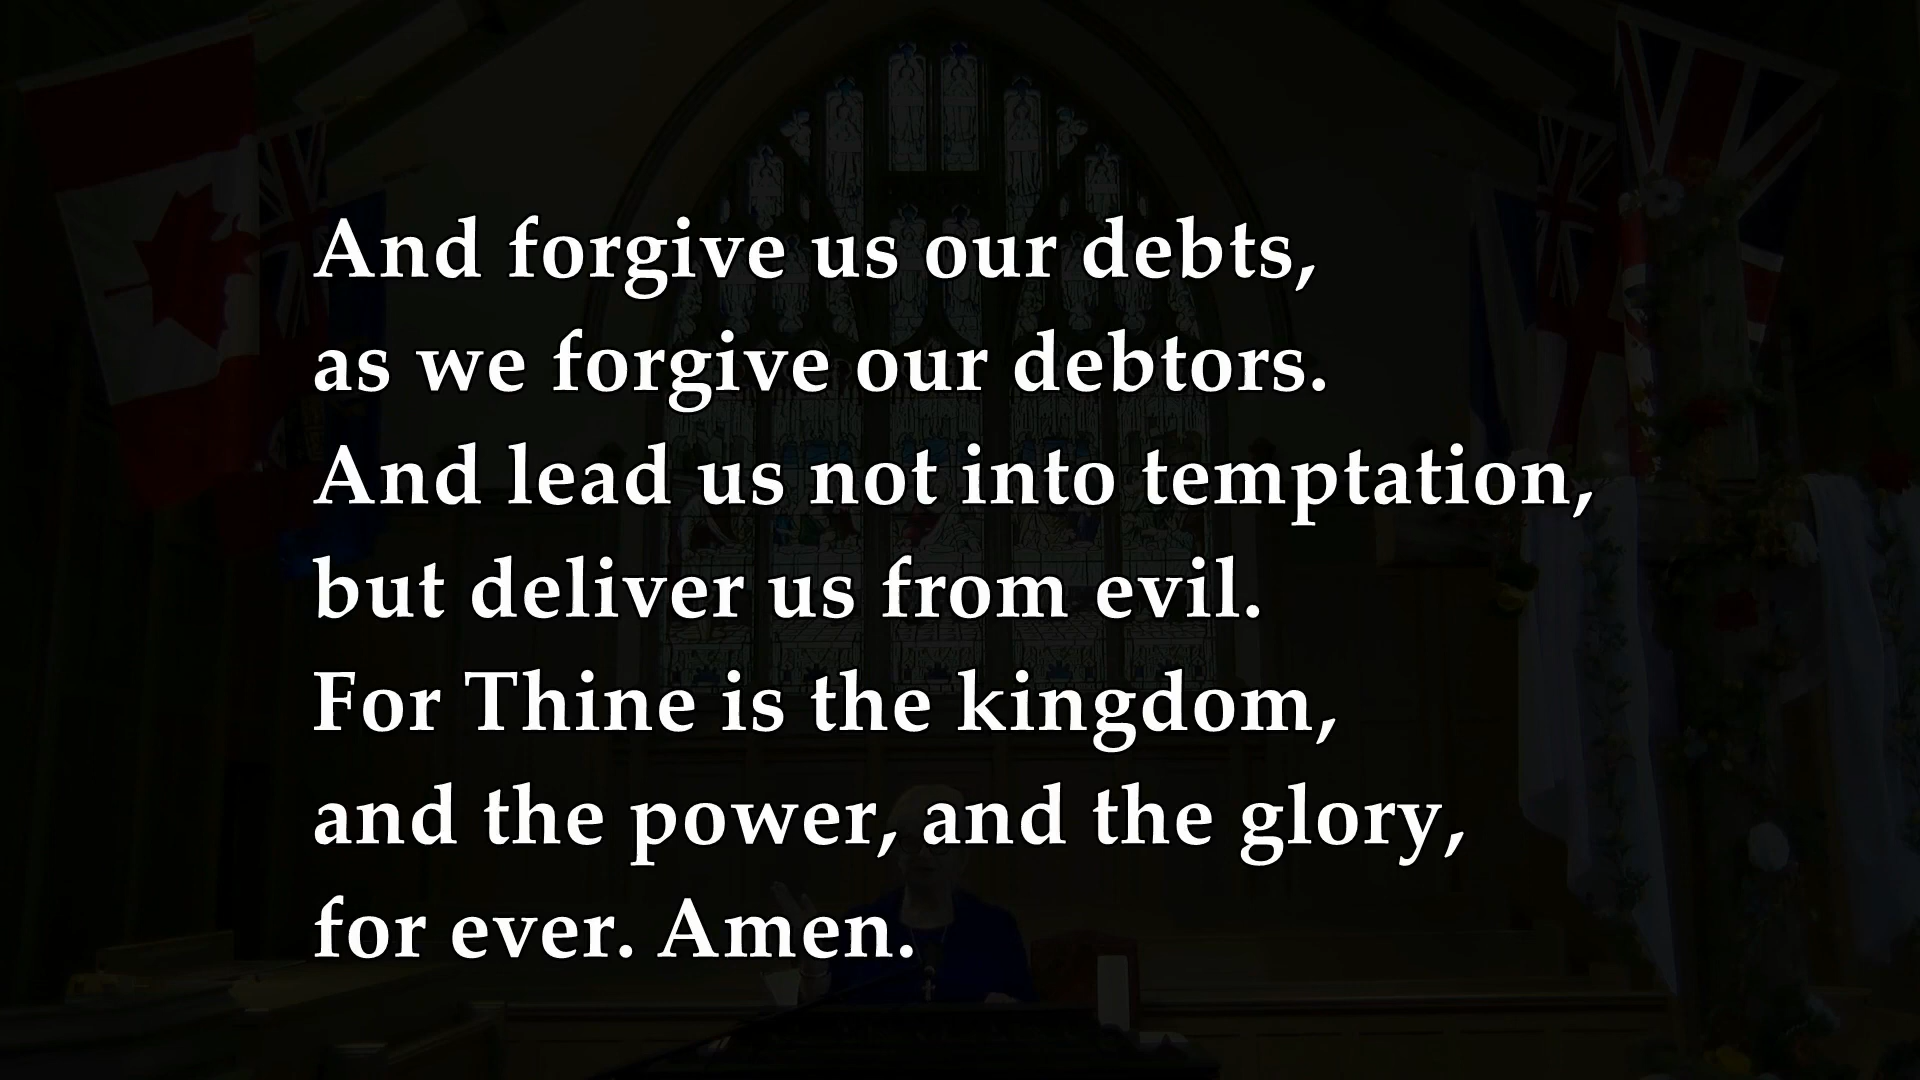 And forgive us our debts,
as we forgive our debtors.
And lead us not into temptation,
but deliver us from evil.
For Thine is the kingdom,
and the power, and the glory,
for ever. Amen.